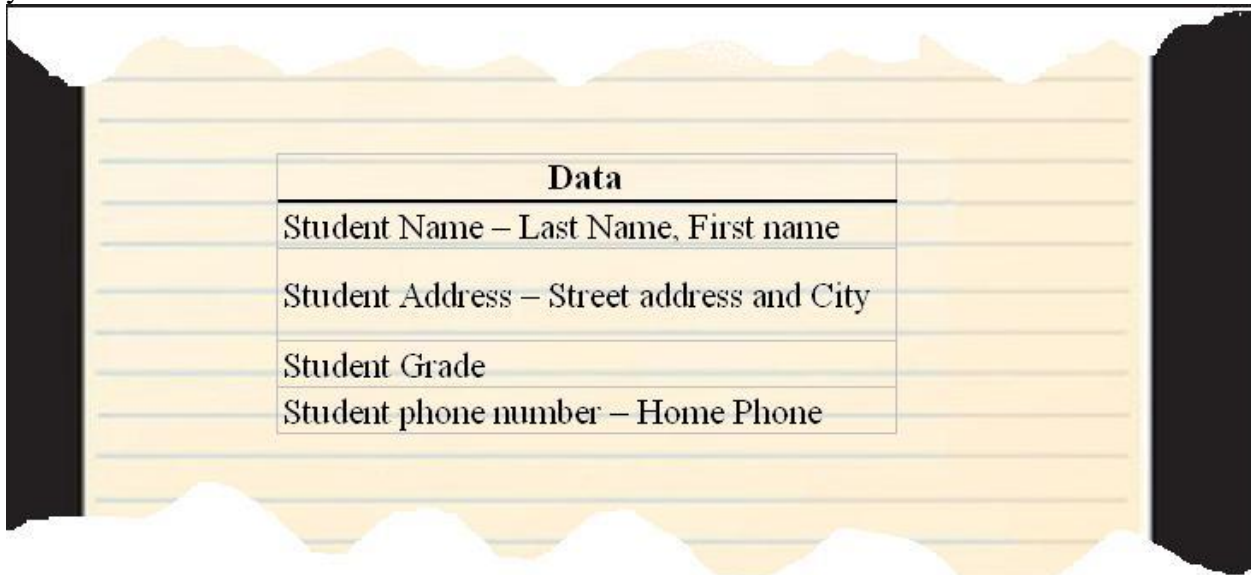 Data
Student Name – Last Name, First name
Student Address – Street address and City
Student Grade
Student phone number – Home Phone